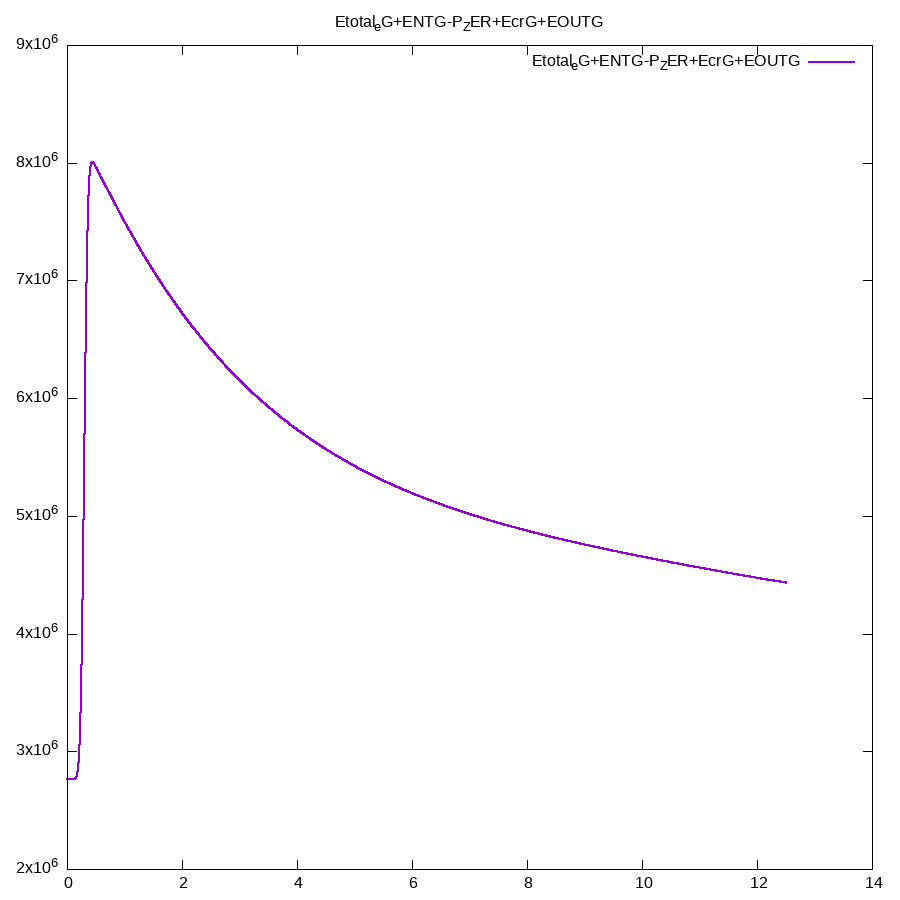 Etotal_eG+ENTG-P_ZER+EcrG+EOUTG
9x10^6
Etotal_eG+ENTG-P_ZER+EcrG+EOUTG
8x10^6
7x10^6
6x10^6
5x10^6
4x10^6
3x10^6
2x10^6
0 2 4 6 8 10 12 14